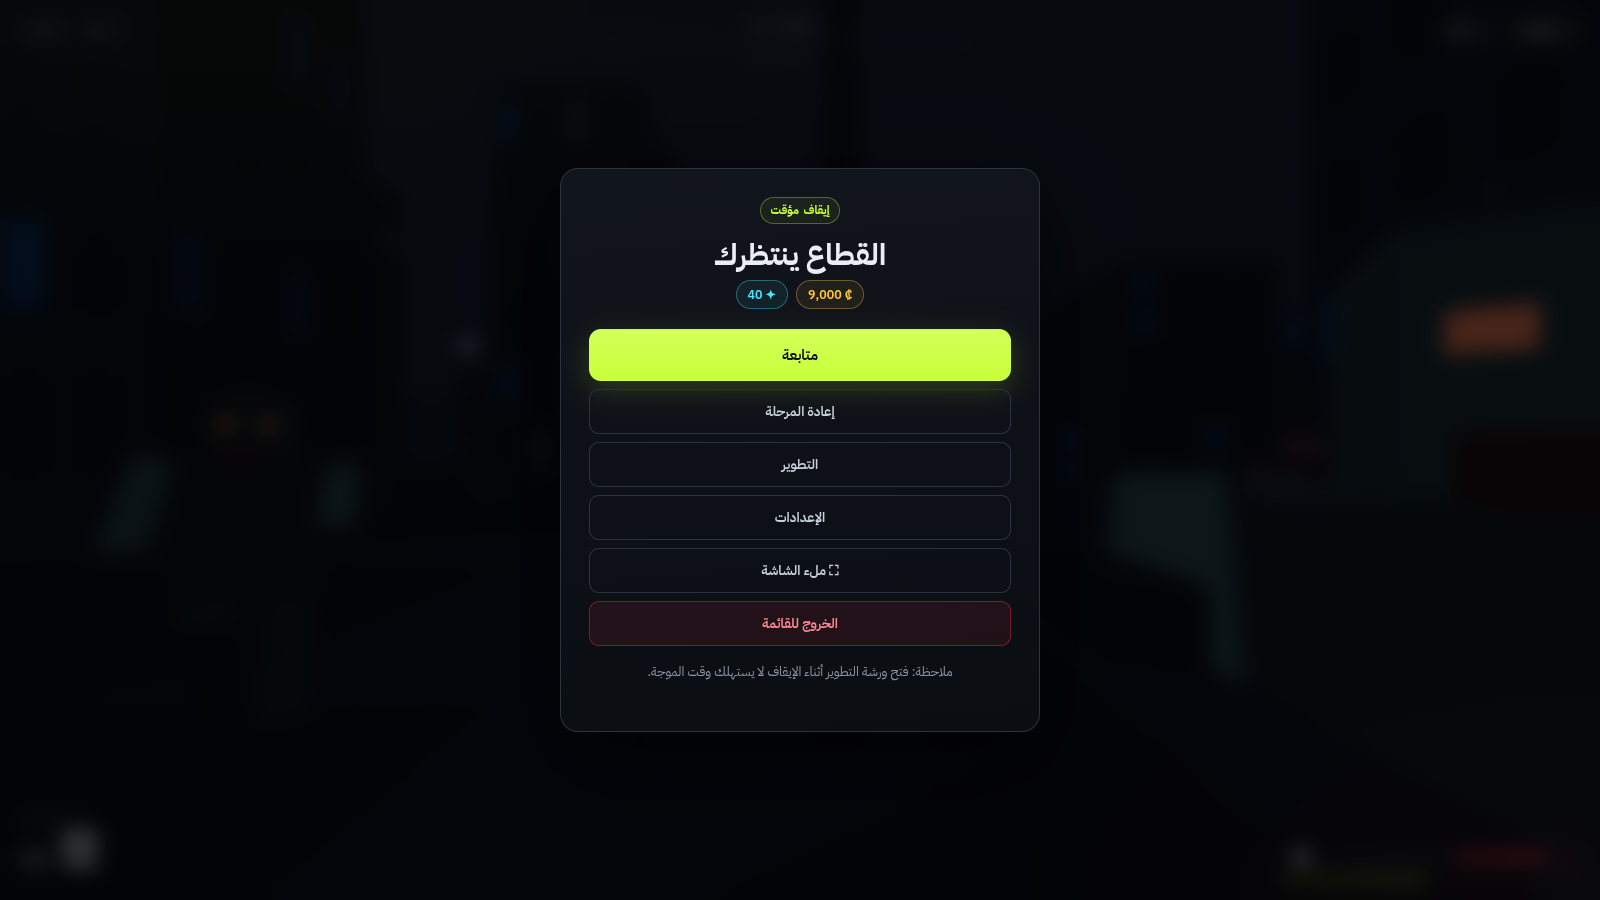 إيقاف مؤقت
القطاع ينتظرك
₡ 9,000
✦ 40
متابعة
إعادة المرحلة
التطوير
الإعدادات
⛶ ملء الشاشة
الخروج للقائمة
ملاحظة: فتح ورشة التطوير أثناء الإيقاف لا يستهلك وقت الموجة.